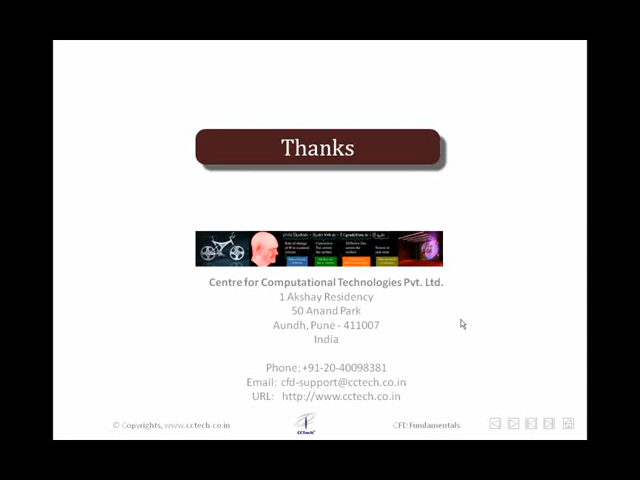 Thanks
Centre for Computational Technologies Pvt. Ltd.
1 Akshay Residency
50 Anand Park
Aundh, Pune - 411007
India
Phone: +91-20-40098381
Email: cfd-support@cctech.co.in
URL: http://www.cctech.co.in
© Copyrights, www.cctech.co.in
CCTech
CFD Fundamentals